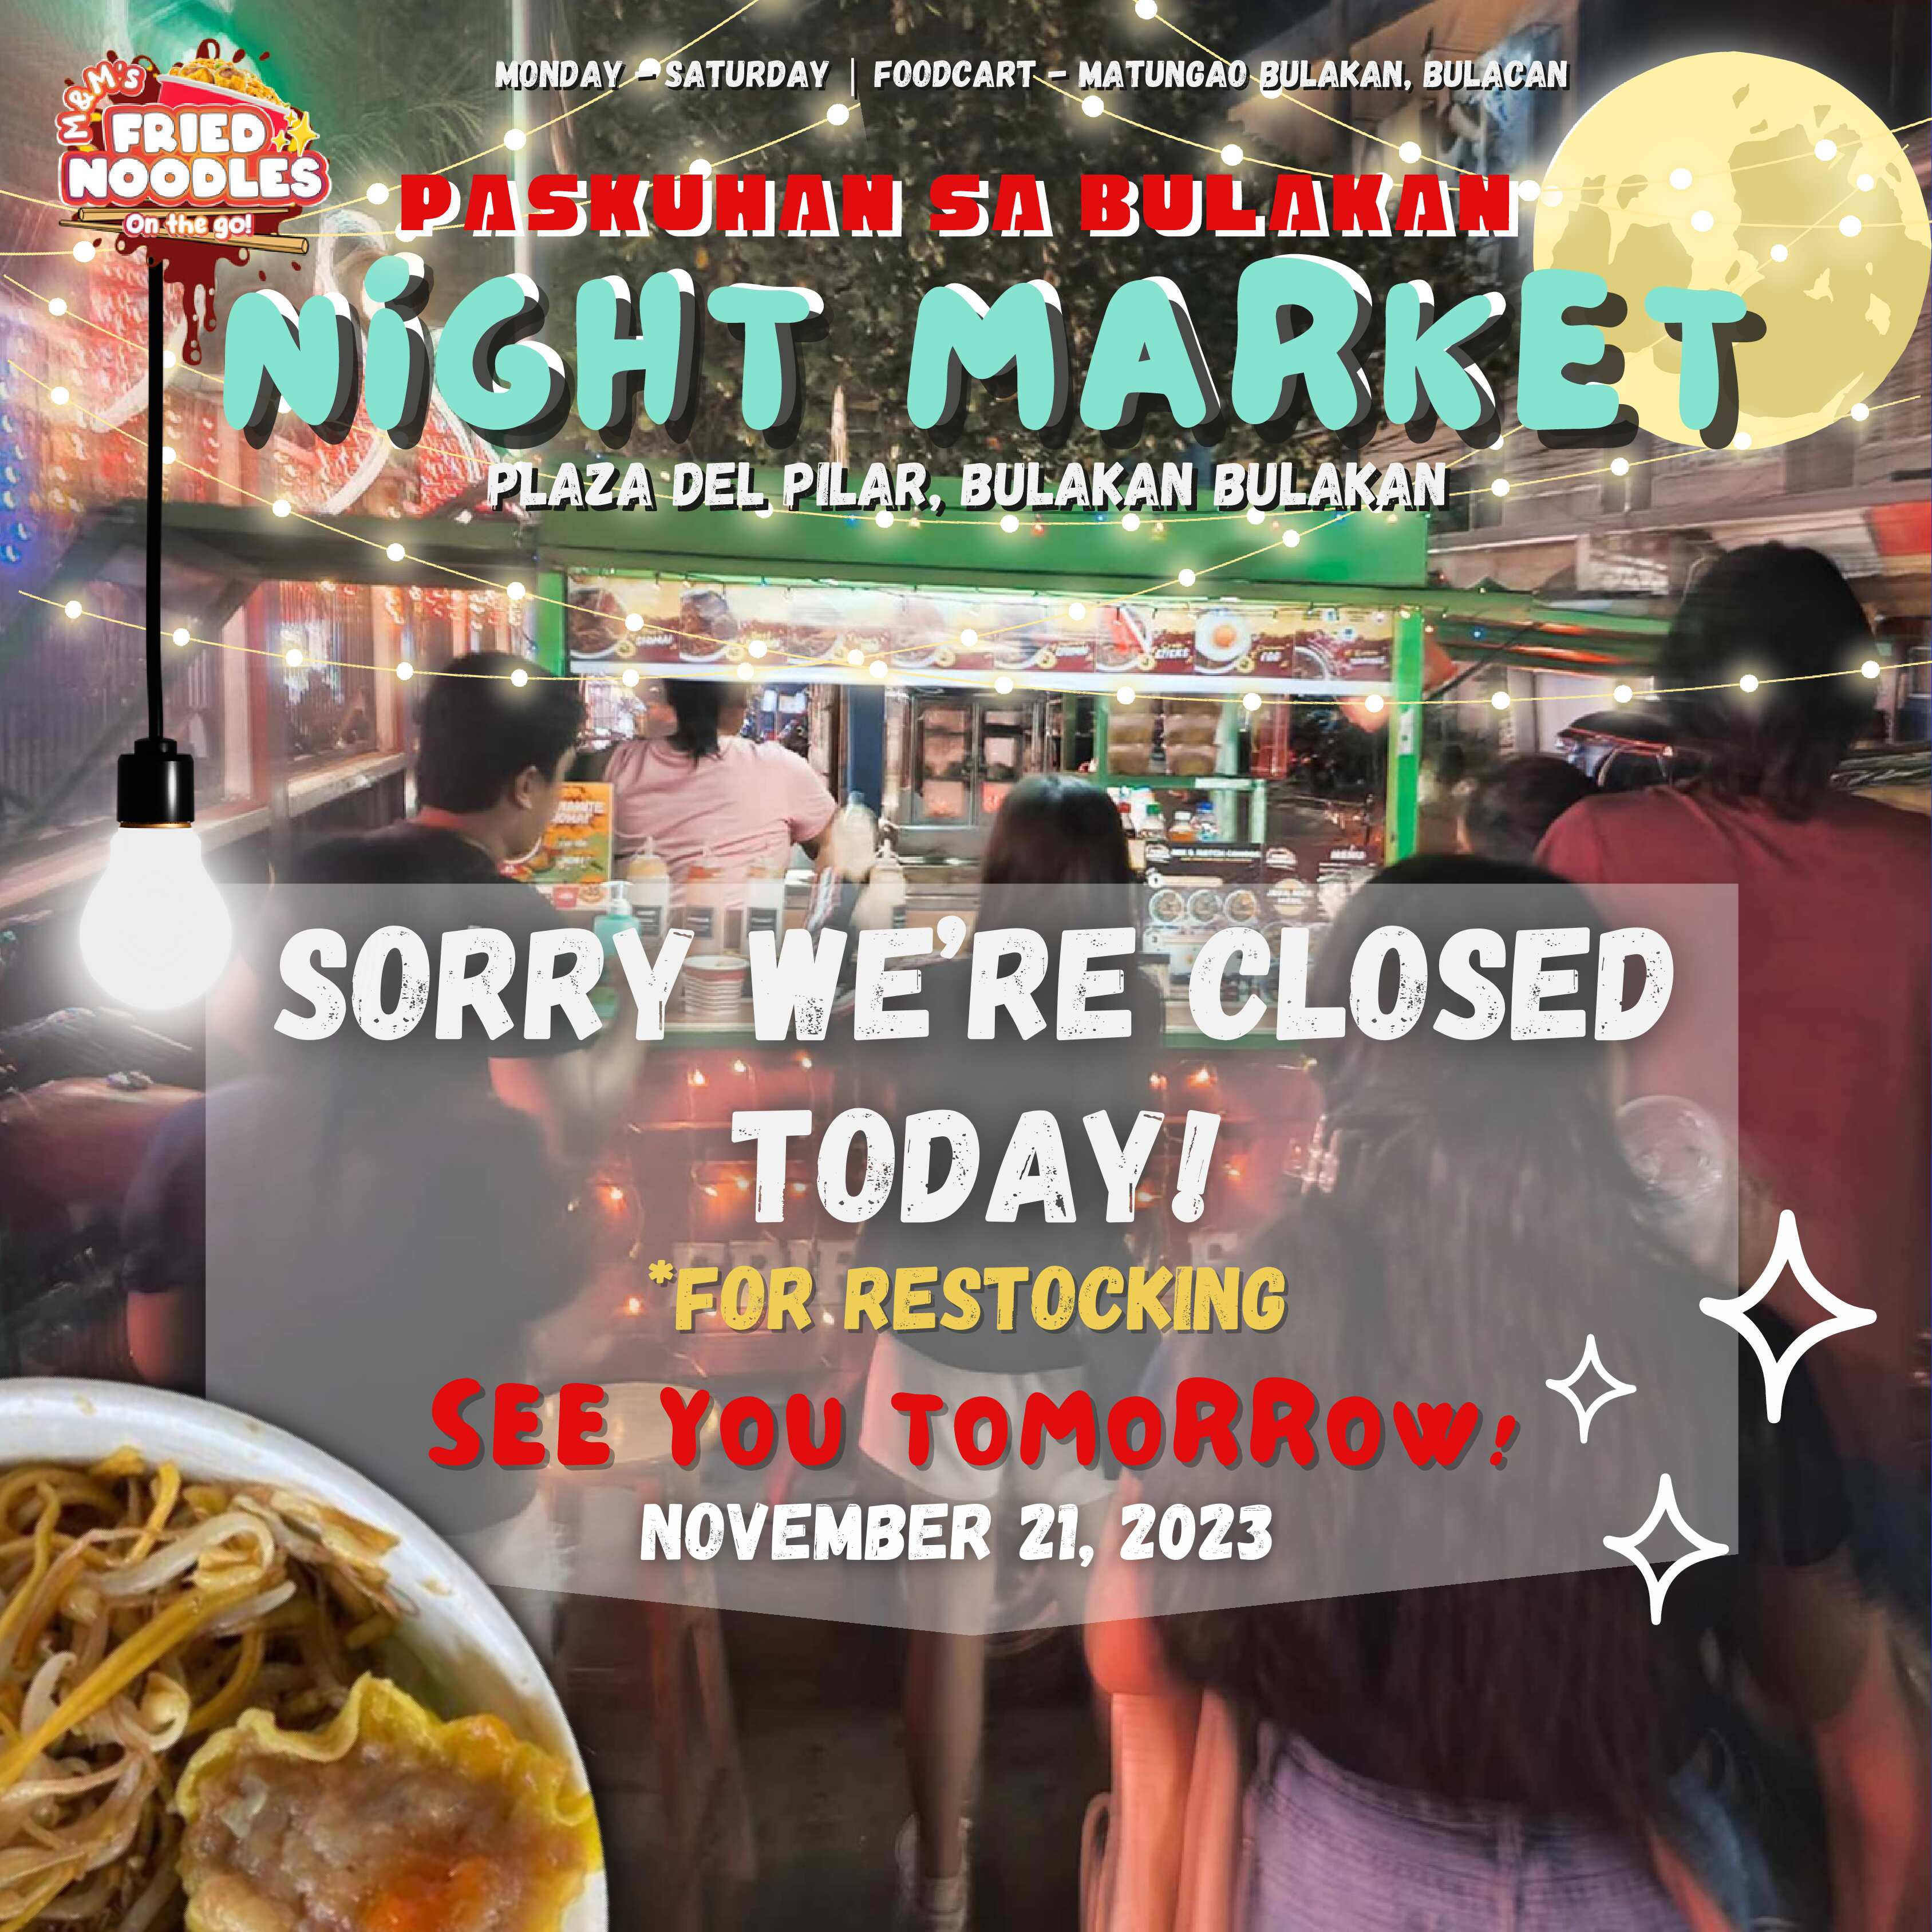 MONDAY - SATURDAY | FOODCART - MATUNGAO BULAKAN, BULACAN
M&M'S
FRIED
NOODLES
On the go!
PASKUHAN SA BULAKAN
NIGHT MARKET
PLAZA DEL PILAR, BULAKAN BULAKAN
SORRY WE'RE CLOSED
TODAY!
*FOR RESTOCKING
SEE YOU TOMORROW!
NOVEMBER 21, 2023